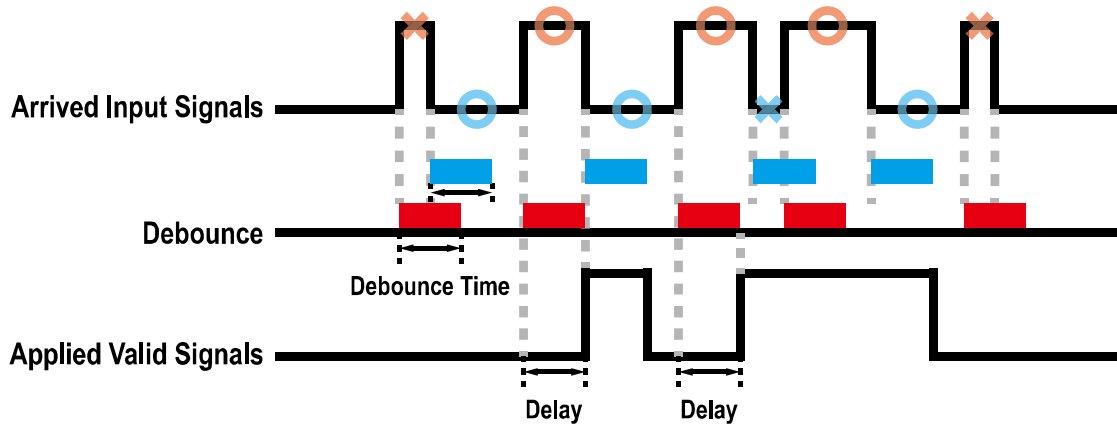 Arrived Input Signals
Debounce
Debounce Time
Applied Valid Signals
Delay
Delay